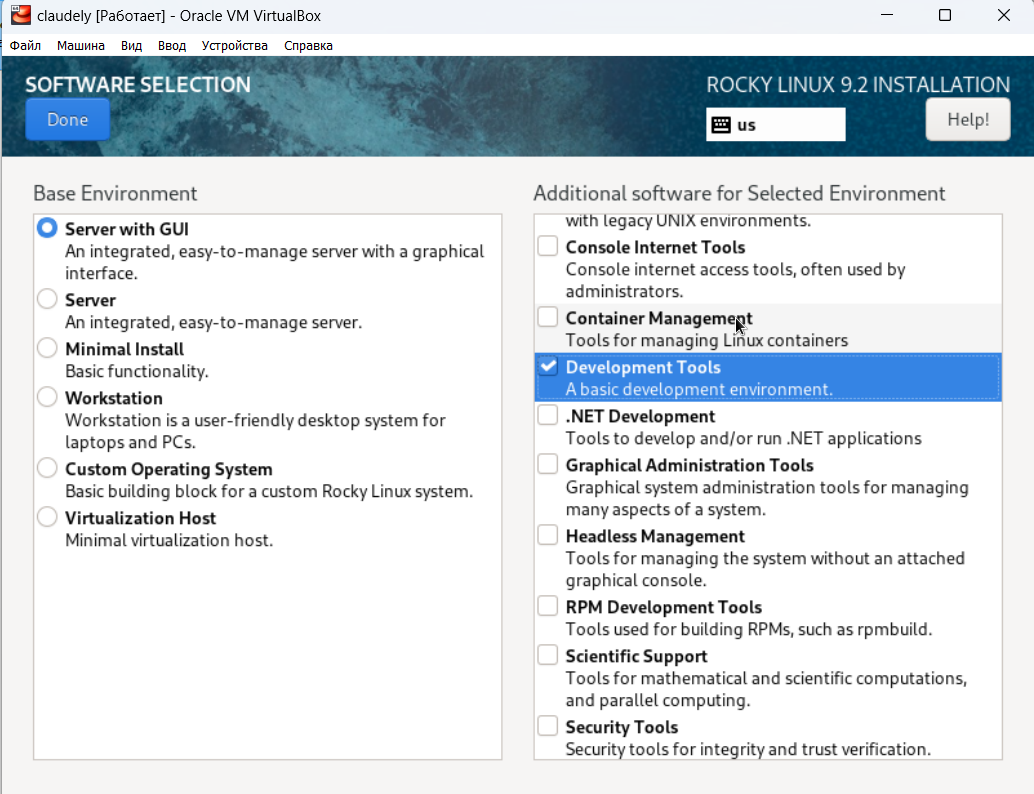 claudely [Работает] - Oracle VM VirtualBox
Файл Машина Вид Ввод Устройства Справка
SOFTWARE SELECTION
ROCKY LINUX 9.2 INSTALLATION
Done
us
Help!
Base Environment
Server with GUI
An integrated, easy-to-manage server with a graphical
interface.
Server
An integrated, easy-to-manage server.
Minimal Install
Basic functionality.
Workstation
Workstation is a user-friendly desktop system for
laptops and PCs.
Custom Operating System
Basic building block for a custom Rocky Linux system.
Virtualization Host
Minimal virtualization host.
Additional software for Selected Environment
with legacy UNIX environments.
Console Internet Tools
Console internet access tools, often used by
administrators.
Container Management
Tools for managing Linux containers
Development Tools
A basic development environment.
.NET Development
Tools to develop and/or run .NET applications
Graphical Administration Tools
Graphical system administration tools for managing
many aspects of a system.
Headless Management
Tools for managing the system without an attached
graphical console.
RPM Development Tools
Tools used for building RPMs, such as rpmbuild.
Scientific Support
Tools for mathematical and scientific computations,
and parallel computing.
Security Tools
Security tools for integrity and trust verification.